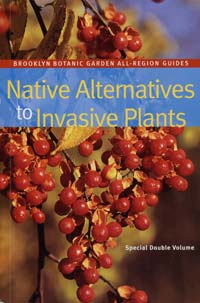 BROOKLYN BOTANIC GARDEN ALL-REGION GUIDES
Native Alternatives
to Invasive Plants
Special Double Volume